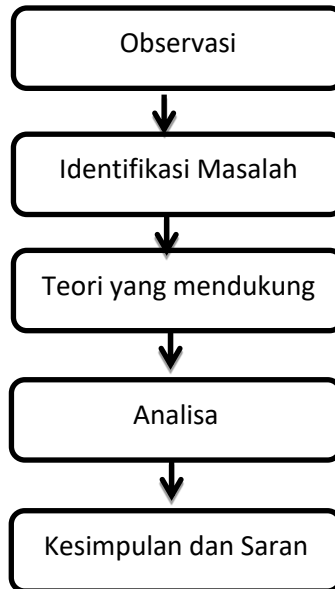 Observasi
Identifikasi Masalah
Teori yang mendukung
Analisa
Kesimpulan dan Saran